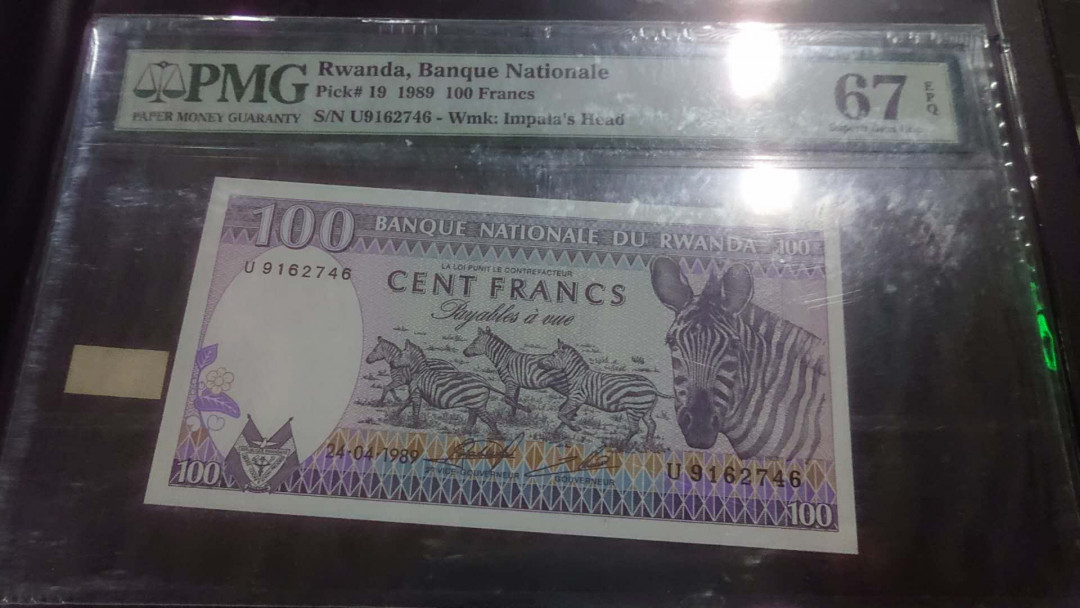 PMG
PAPER MONEY GUARANTY
Rwanda, Banque Nationale
Pick# 19 1989 100 Francs
S/N U9162746 - Wmk: Impala's Head
67
EPQ
100
BANQUE NATIONALE DU RWANDA 100
U 9162746
LA LOI PUNIT LE CONTREFACTEUR
CENT FRANCS
Payables à vue
24-04-1989
GOUVERNEUR
U 9162746
100
100